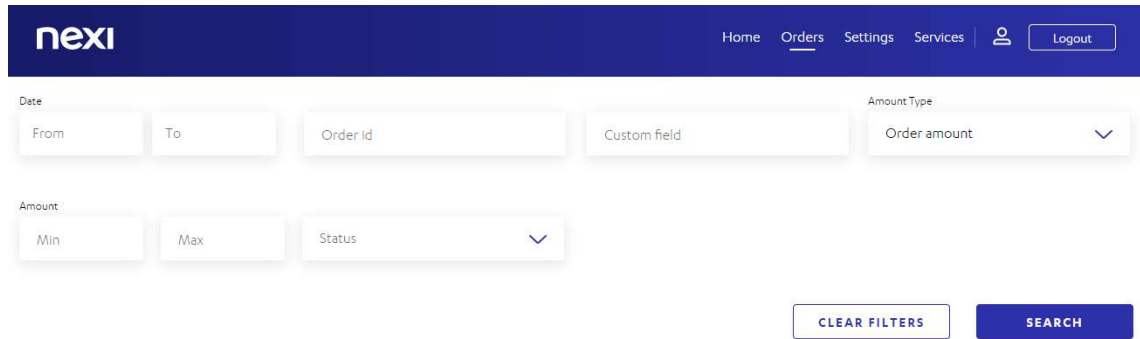 nexi
Home Orders Settings Services Logout
Date
Amount Type
From To Order id Custom field Order amount
Amount
Min Max Status
CLEAR FILTERS SEARCH